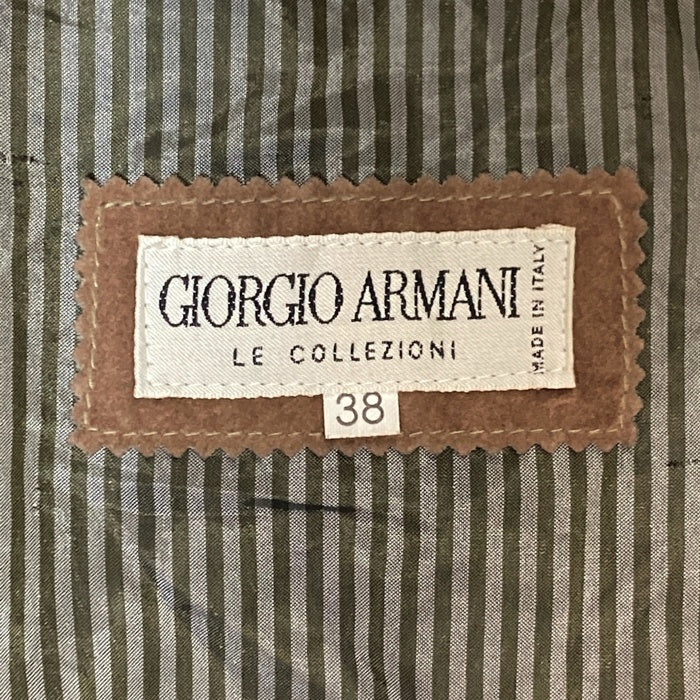 GIORGIO ARMANI
LE COLLEZIONI
MADE IN ITALY
38